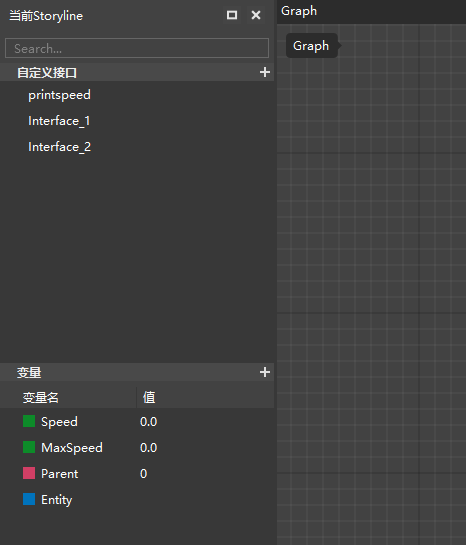 当前Storyline
Search...
自定义接口
printspeed
Interface_1
Interface_2
变量
变量名 值
Speed 0.0
MaxSpeed 0.0
Parent 0
Entity
Graph
Graph